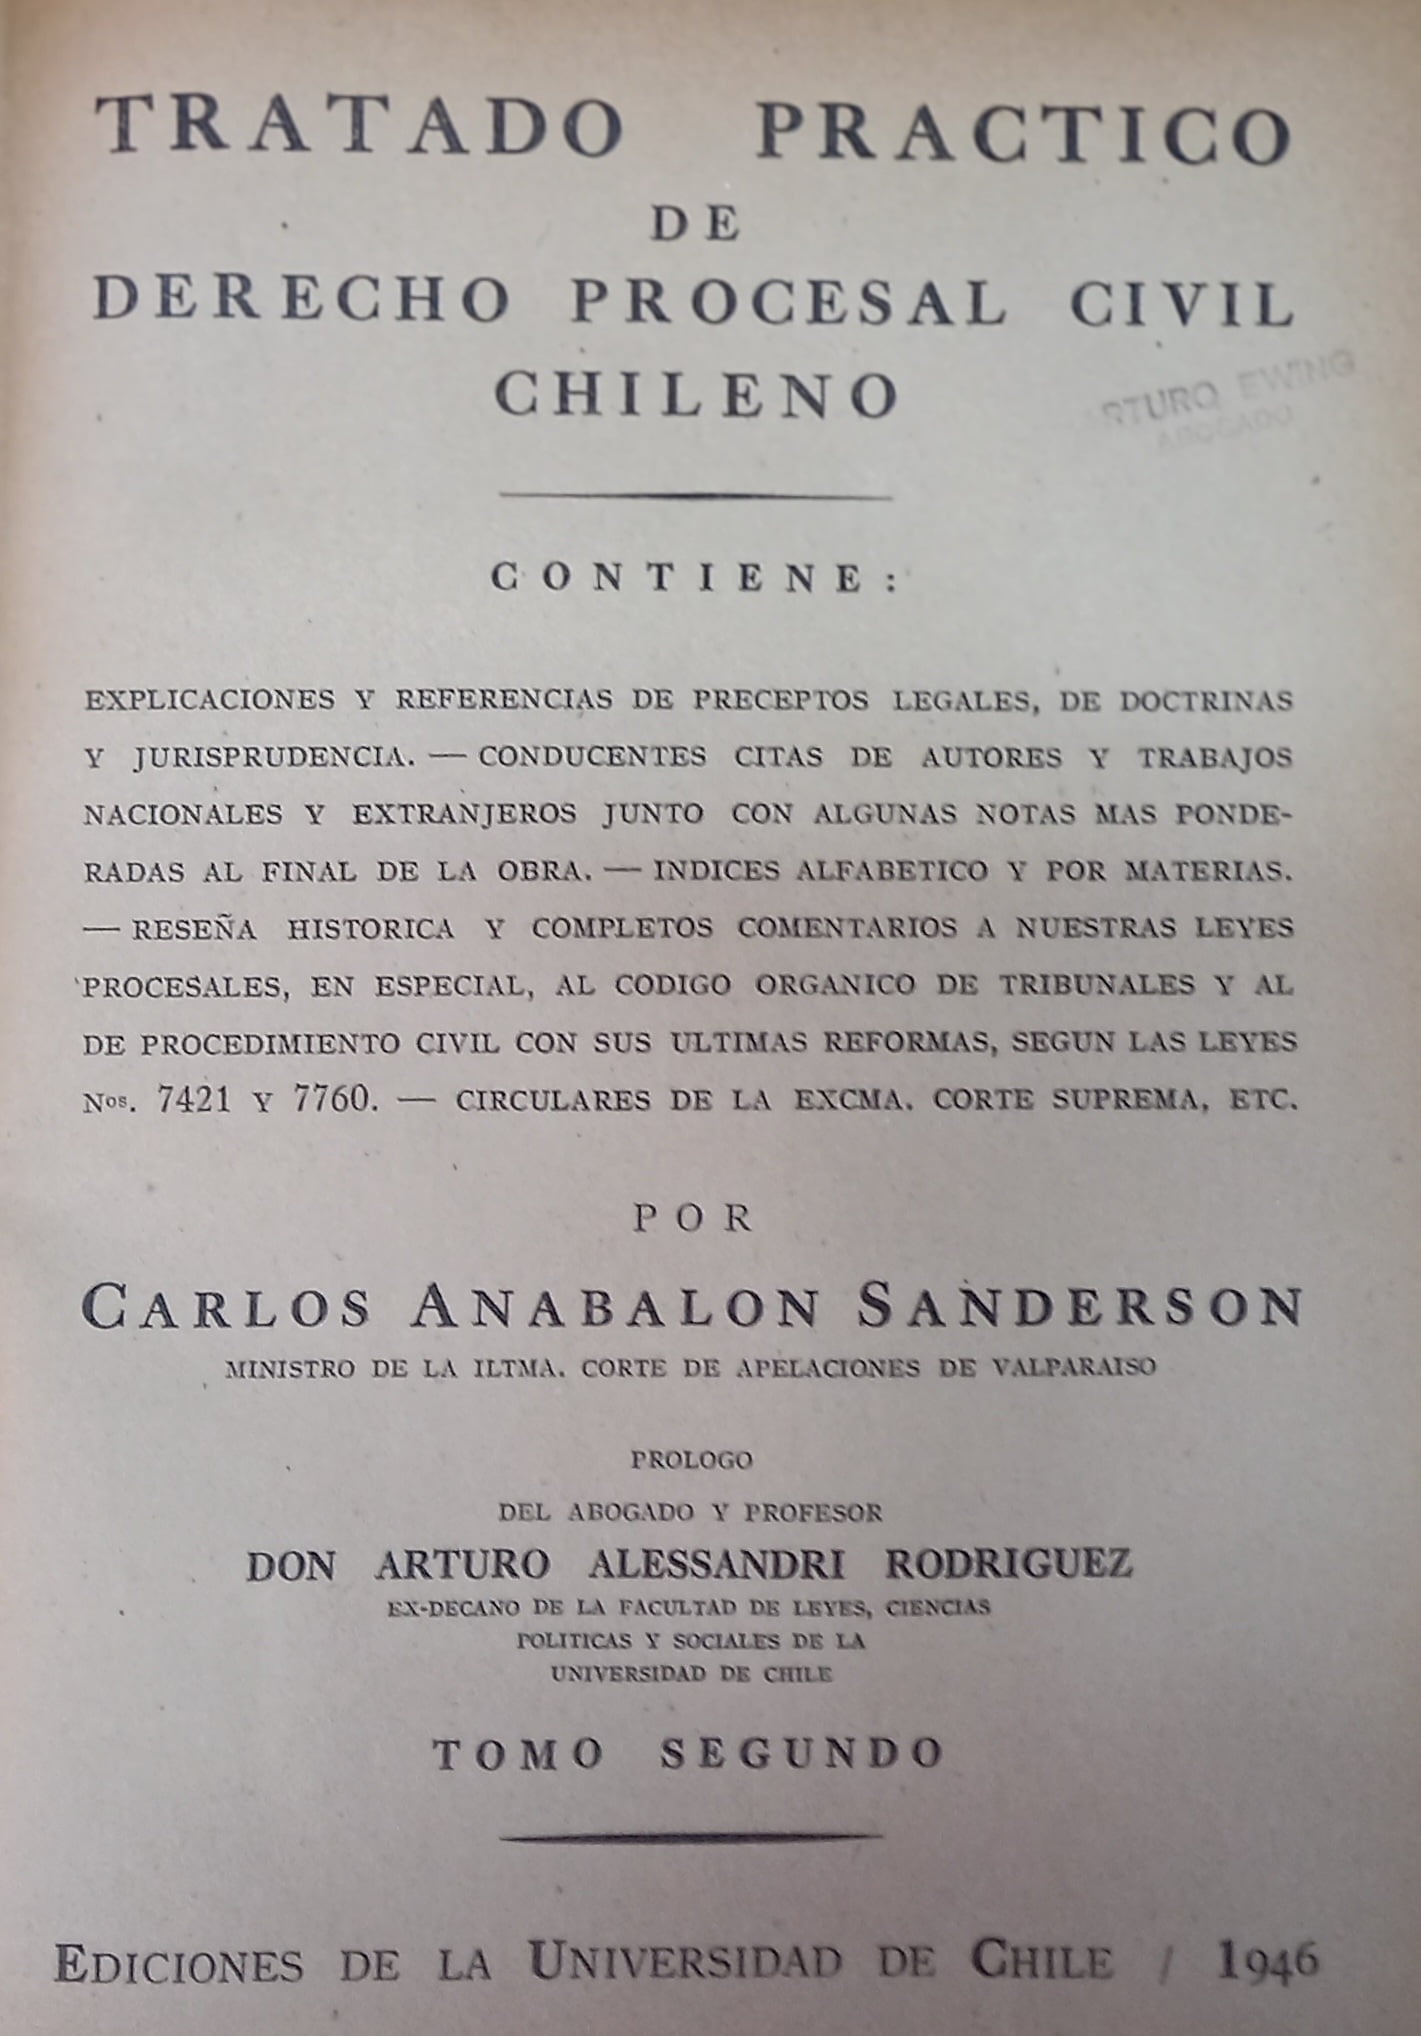 TRATADO PRACTICO
DE
DERECHO PROCESAL CIVIL
CHILENO
ARTURO EWING
ABOGADO
CONTIENE:
EXPLICACIONES Y REFERENCIAS DE PRECEPTOS LEGALES, DE DOCTRINAS
Y JURISPRUDENCIA. — CONDUCENTES CITAS DE AUTORES Y TRABAJOS
NACIONALES Y EXTRANJEROS JUNTO CON ALGUNAS NOTAS MAS PONDE-
RADAS AL FINAL DE LA OBRA. — INDICES ALFABETICO Y POR MATERIAS.
— RESEÑA HISTORICA Y COMPLETOS COMENTARIOS A NUESTRAS LEYES
PROCESALES, EN ESPECIAL, AL CODIGO ORGANICO DE TRIBUNALES Y AL
DE PROCEDIMIENTO CIVIL CON SUS ULTIMAS REFORMAS, SEGUN LAS LEYES
Nos. 7421 Y 7760. — CIRCULARES DE LA EXCMA. CORTE SUPREMA, ETC.
POR
CARLOS ANABALON SANDERSON
MINISTRO DE LA ILTMA. CORTE DE APELACIONES DE VALPARAISO
PROLOGO
DEL ABOGADO Y PROFESOR
DON ARTURO ALESSANDRI RODRIGUEZ
EX-DECANO DE LA FACULTAD DE LEYES, CIENCIAS
POLITICAS Y SOCIALES DE LA
UNIVERSIDAD DE CHILE
TOMO SEGUNDO
EDICIONES DE LA UNIVERSIDAD DE CHILE / 1946